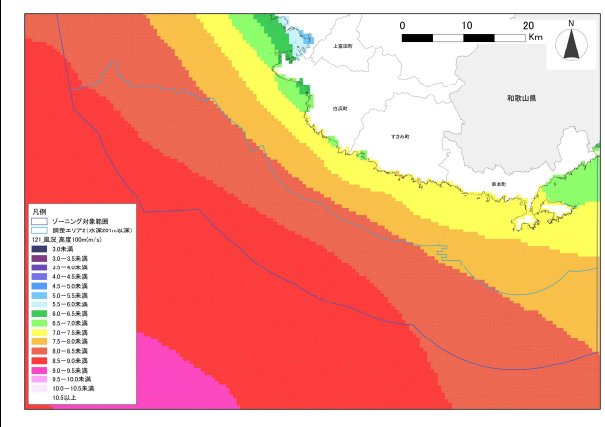 0 10 20
Km
N
上富田町
和歌山県
白浜町
すさみ町
串本町
凡例
ゾーニング対象範囲
調整エリア2(水深201m以深)
121_風況_高度100m(m/s)
3.0未満
3.0－3.5未満
3.5－4.0未満
4.0－4.5未満
4.5－5.0未満
5.0－5.5未満
5.5－6.0未満
6.0－6.5未満
6.5－7.0未満
7.0－7.5未満
7.5－8.0未満
8.0－8.5未満
8.5－9.0未満
9.0－9.5未満
9.5－10.0未満
10.0－10.5未満
10.5以上